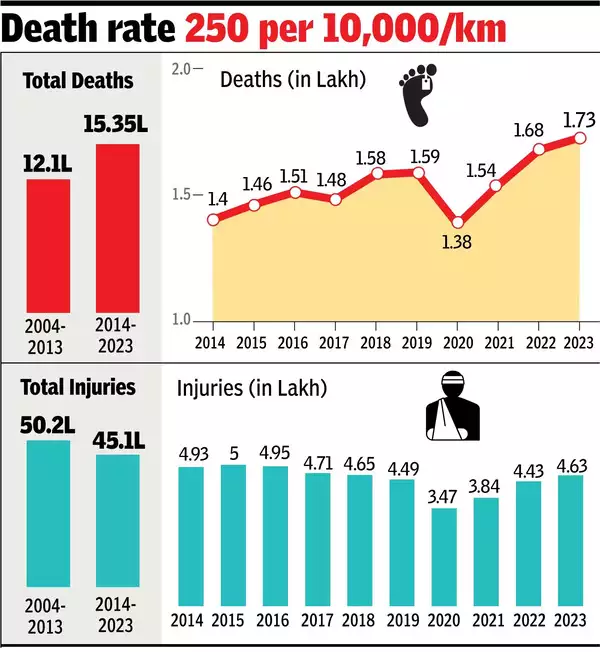 Death rate 250 per 10,000/km
Total Deaths
15.35L
12.1L
2004-
2013
2014-
2023
Deaths (in Lakh)
2.0
1.5
1.0
1.4
1.46
1.51
1.48
1.58
1.59
1.38
1.54
1.68
1.73
2014 2015 2016 2017 2018 2019 2020 2021 2022 2023
Total Injuries
50.2L
45.1L
2004-
2013
2014-
2023
Injuries (in Lakh)
4.93 5 4.95 4.71 4.65 4.49 3.47 3.84 4.43 4.63
2014 2015 2016 2017 2018 2019 2020 2021 2022 2023